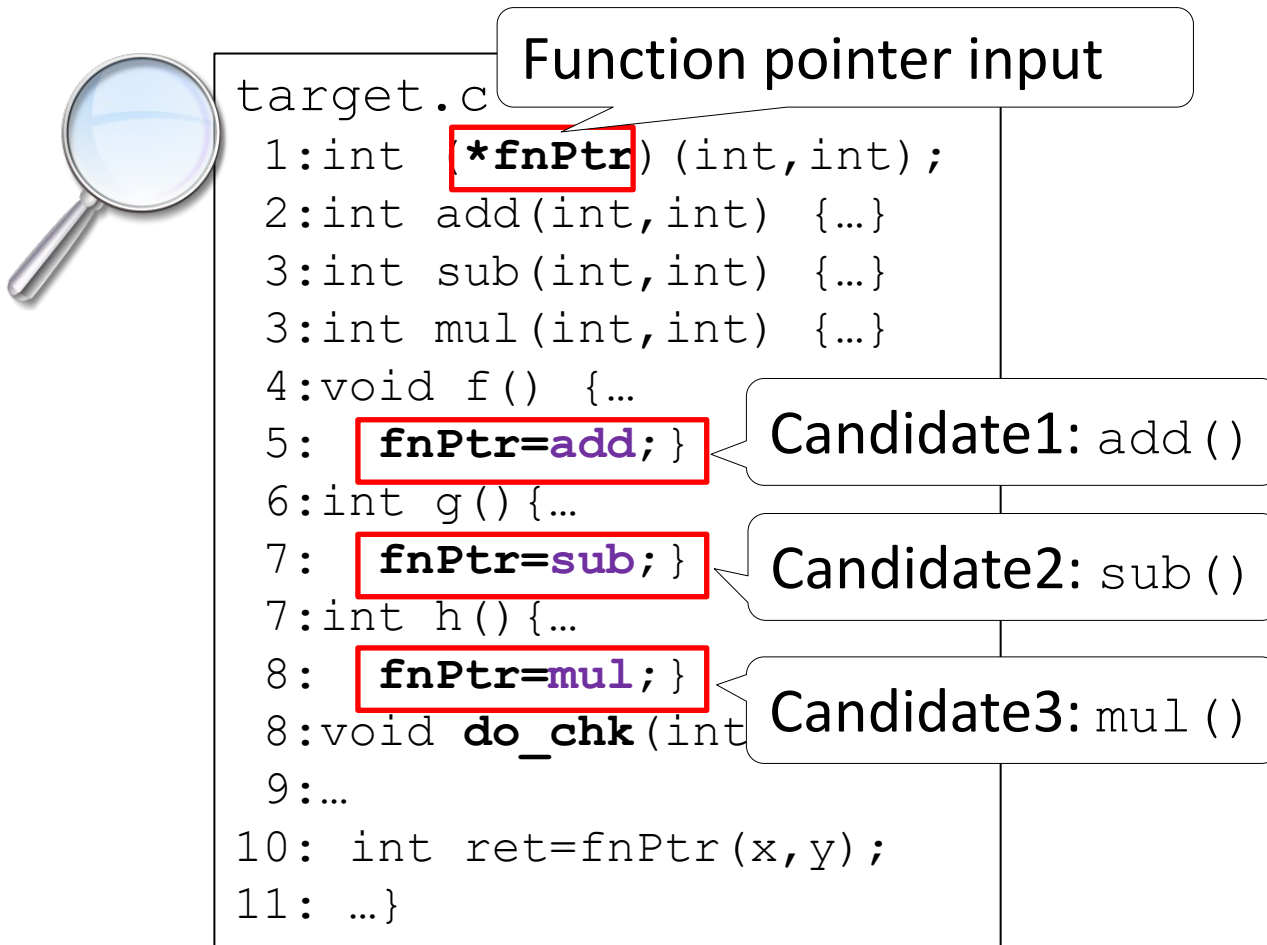 Function pointer input
target.c
1:int (*fnPtr)(int,int);
2:int add(int,int) {…}
3:int sub(int,int) {…}
3:int mul(int,int) {…}
4:void f() {…
5: fnPtr=add;}
Candidate1: add()
6:int g(){…
7: fnPtr=sub;}
Candidate2: sub()
7:int h(){…
8: fnPtr=mul;}
Candidate3: mul()
8:void do_chk(int
9:…
10: int ret=fnPtr(x,y);
11: …}